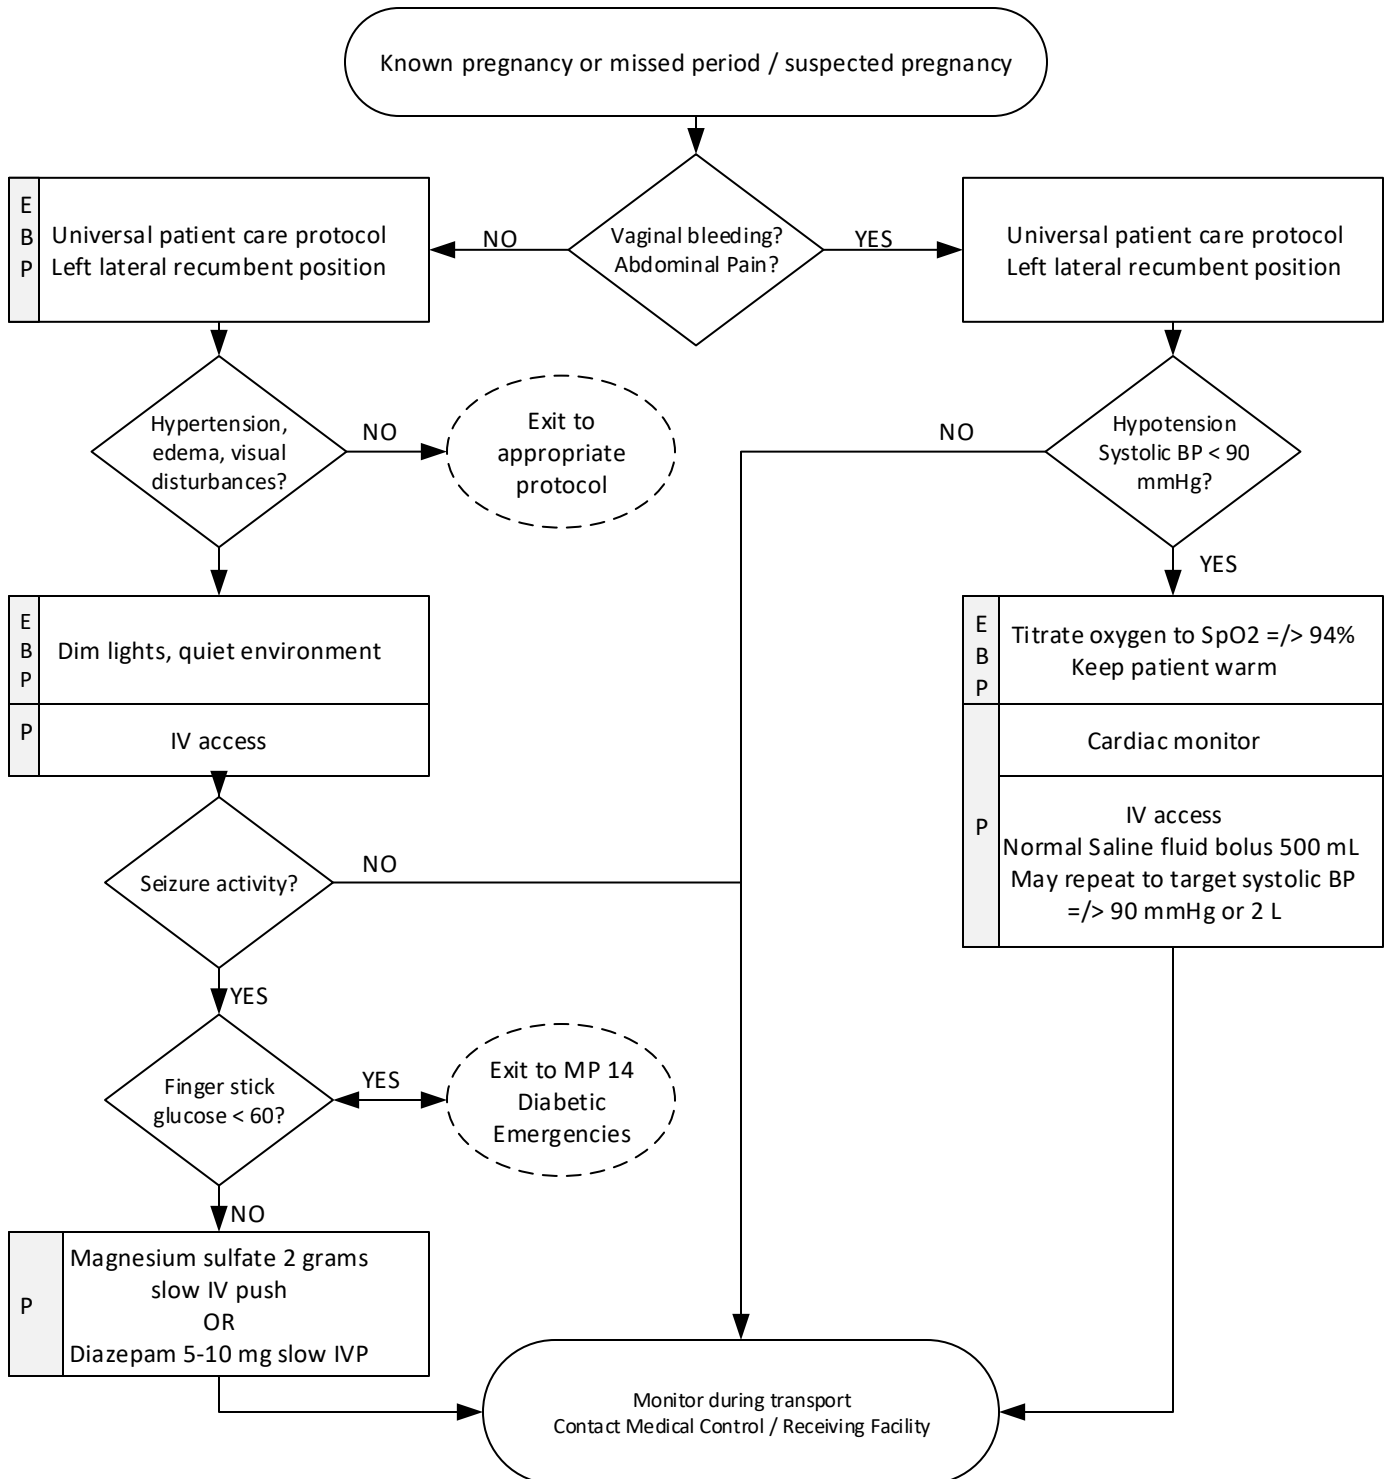 Known pregnancy or missed period / suspected pregnancy
Vaginal bleeding?
Abdominal Pain?
NO
YES
E
B
P
Universal patient care protocol
Left lateral recumbent position
Universal patient care protocol
Left lateral recumbent position
Hypertension,
edema, visual
disturbances?
NO
Exit to
appropriate
protocol
NO
Hypotension
Systolic BP < 90
mmHg?
YES
E
B
P
Dim lights, quiet environment
P
IV access
E
B
P
Titrate oxygen to SpO2 =/> 94%
Keep patient warm
P
Cardiac monitor
IV access
Normal Saline fluid bolus 500 mL
May repeat to target systolic BP
=/> 90 mmHg or 2 L
Seizure activity?
NO
YES
Finger stick
glucose < 60?
YES
Exit to MP 14
Diabetic
Emergencies
NO
P
Magnesium sulfate 2 grams
slow IV push
OR
Diazepam 5-10 mg slow IVP
Monitor during transport
Contact Medical Control / Receiving Facility